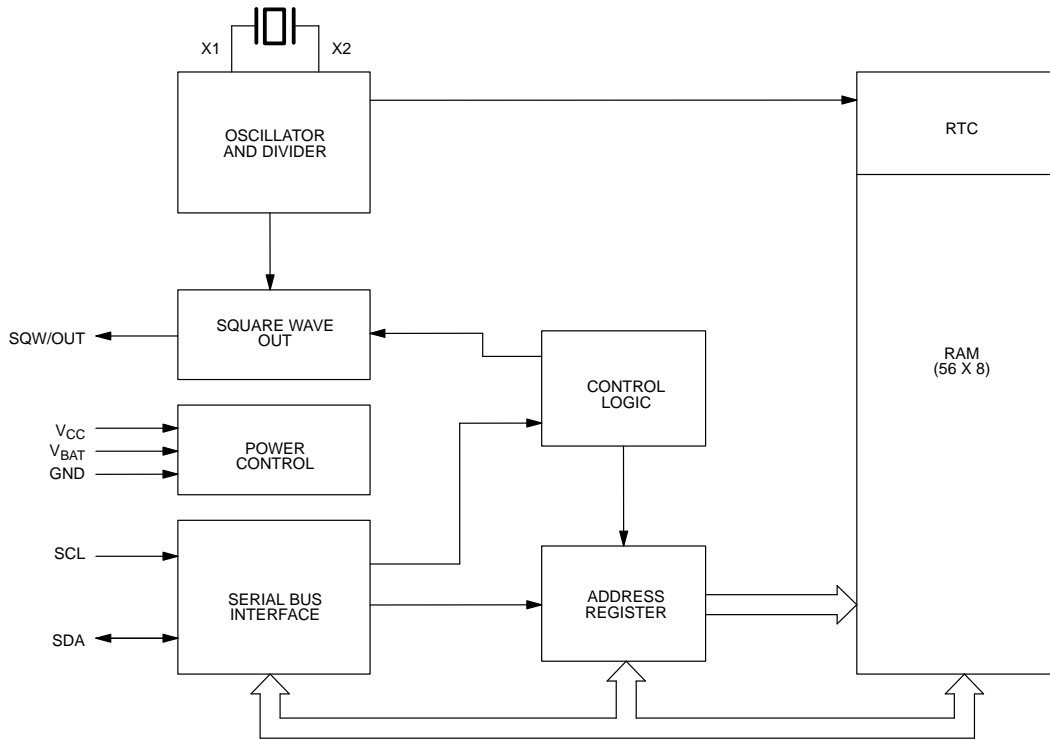 X1
X2
OSCILLATOR
AND DIVIDER
RTC
SQW/OUT
SQUARE WAVE
OUT
RAM
(56 X 8)
CONTROL
LOGIC
VCC
VBAT
GND
POWER
CONTROL
SCL
SDA
SERIAL BUS
INTERFACE
ADDRESS
REGISTER